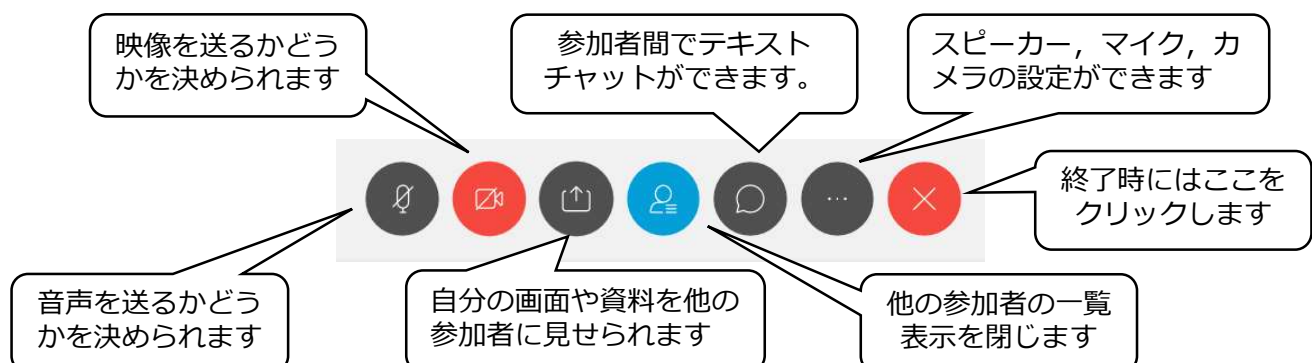 映像を送るかどう
かを決められます
参加者間でテキスト
チャットができます。
スピーカー，マイク，カ
メラの設定ができます
終了時にはここを
クリックします
音声を送るかどう
かを決められます
自分の画面や資料を他の
参加者に見せられます
他の参加者の一覧
表示を閉じます